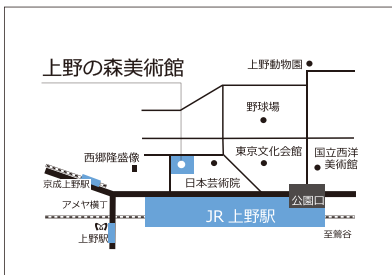 上野動物園
上野の森美術館
野球場
西郷隆盛像
東京文化会館
国立西洋
美術館
京成上野駅
日本芸術院
アメヤ横丁
公園口
JR 上野駅
上野駅
至鶯谷